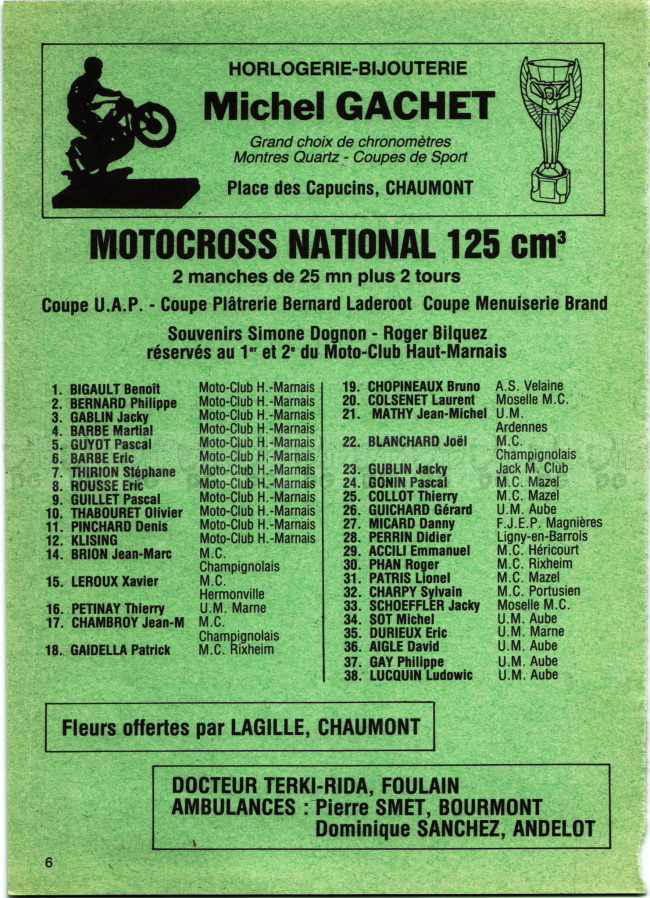 HORLOGERIE-BIJOUTERIE
Michel GACHET
Grand choix de chronomètres
Montres Quartz - Coupes de Sport
Place des Capucins, CHAUMONT
MOTOCROSS NATIONAL 125 cm³
2 manches de 25 mn plus 2 tours
Coupe U.A.P. - Coupe Plâtrerie Bernard Laderoot Coupe Menuiserie Brand
Souvenirs Simone Dognon - Roger Bilquez
réservés au 1er et 2e du Moto-Club Haut-Marnais
1. BIGAULT Benoît Moto-Club H.-Marnais
2. BERNARD Philippe Moto-Club H.-Marnais
3. GABLIN Jacky Moto-Club H.-Marnais
4. BARBE Martial Moto-Club H.-Marnais
5. GUYOT Pascal Moto-Club H.-Marnais
6. BARBE Eric Moto-Club H.-Marnais
7. THIRION Stéphane Moto-Club H.-Marnais
8. ROUSSE Eric Moto-Club H.-Marnais
9. GUILLET Pascal Moto-Club H.-Marnais
10. THABOURET Olivier Moto-Club H.-Marnais
11. PINCHARD Denis Moto-Club H.-Marnais
12. KLISING Moto-Club H.-Marnais
14. BRION Jean-Marc M.C.
Champignolais
15. LEROUX Xavier M.C.
Hermonville
16. PETINAY Thierry U.M. Marne
17. CHAMBROY Jean-M M.C.
Champignolais
18. GAIDELLA Patrick M.C. Rixheim
19. CHOPINEAUX Bruno A.S. Velaine
20. COLSENET Laurent Moselle M.C.
21. MATHY Jean-Michel U.M.
Ardennes
22. BLANCHARD Joël M.C.
Champignolais
23. GUBLIN Jacky Jack M. Club
24. GONIN Pascal M.C. Mazel
25. COLLOT Thierry M.C. Mazel
26. GUICHARD Gérard U.M. Aube
27. MICARD Danny F.J.E.P. Magnières
28. PERRIN Didier Ligny-en-Barrois
29. ACCILI Emmanuel M.C. Héricourt
30. PHAN Roger M.C. Rixheim
31. PATRIS Lionel M.C. Mazel
32. CHARPY Sylvain M.C. Portusien
33. SCHOEFFLER Jacky Moselle M.C.
34. SOT Michel U.M. Aube
35. DURIEUX Eric U.M. Marne
36. AIGLE David U.M. Aube
37. GAY Philippe U.M. Aube
38. LUCQUIN Ludowic U.M. Aube
Fleurs offertes par LAGILLE, CHAUMONT
DOCTEUR TERKI-RIDA, FOULAIN
AMBULANCES : Pierre SMET, BOURMONT
Dominique SANCHEZ, ANDELOT
6